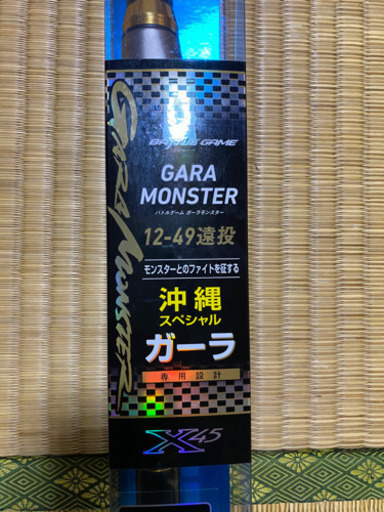 GARA MONSTER
BATTLE GAME
GARA
MONSTER
バトルゲーム ガーラモンスター
12-49遠投
モンスターとのファイトを征する
沖縄
スペシャル
ガーラ
専用設計
X45